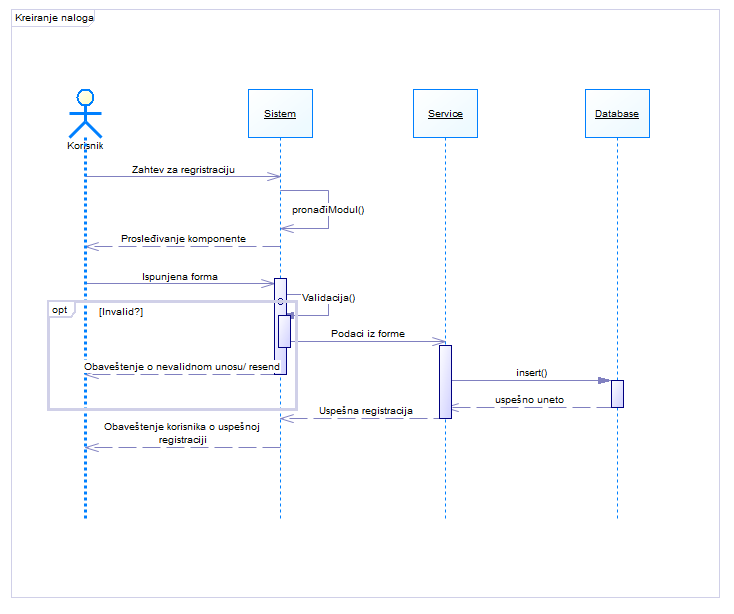 Kreiranje naloga
Korisnik
Sistem
Service
Database
Zahtev za regristraciju
pronađiModul()
Prosleđivanje komponente
Ispunjena forma
Validacija()
opt
[Invalid?]
Podaci iz forme
Obaveštenje o nevalidnom unosu/ resend
insert()
uspešno uneto
Uspešna registracija
Obaveštenje korisnika o uspešnoj
registraciji